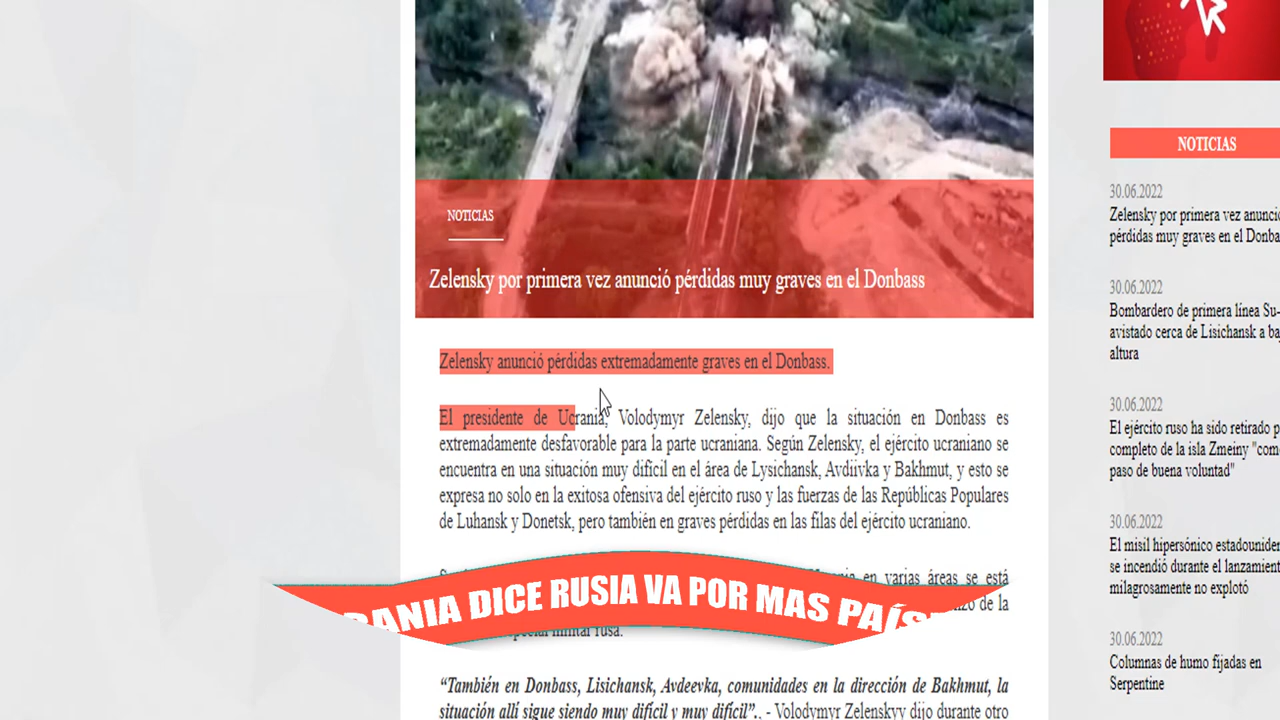 NOTICIAS
Zelensky por primera vez anunció pérdidas muy graves en el Donbass
Zelensky anunció pérdidas extremadamente graves en el Donbass.
El presidente de Ucrania, Volodymyr Zelensky, dijo que la situación en Donbass es
extremadamente desfavorable para la parte ucraniana. Según Zelensky, el ejército ucraniano se
encuentra en una situación muy difícil en el área de Lysichansk, Avdiivka y Bakhmut, y esto se
expresa no solo en la exitosa ofensiva del ejército ruso y las fuerzas de las Repúblicas Populares
de Luhansk y Donetsk, pero también en graves pérdidas en las filas del ejército ucraniano.
en varias áreas se está
de la
militar rusa.
RANIA DICE RUSIA VA POR MAS PAÍS
“También en Donbass, Lisichansk, Avdeevka, comunidades en la dirección de Bakhmut, la
situación allí sigue siendo muy difícil y muy difícil”., - Volodymyr Zelenskyy dijo durante otro
NOTICIAS
30.06.2022
Zelensky por primera vez anunció
pérdidas muy graves en el Donba
30.06.2022
Bombardero de primera línea Su-
avistado cerca de Lisichansk a baj
altura
30.06.2022
El ejército ruso ha sido retirado p
completo de la isla Zmeiny "com
paso de buena voluntad"
30.06.2022
El misil hipersónico estadouniden
se incendió durante el lanzamient
milagrosamente no explotó
30.06.2022
Columnas de humo fijadas en
Serpentine